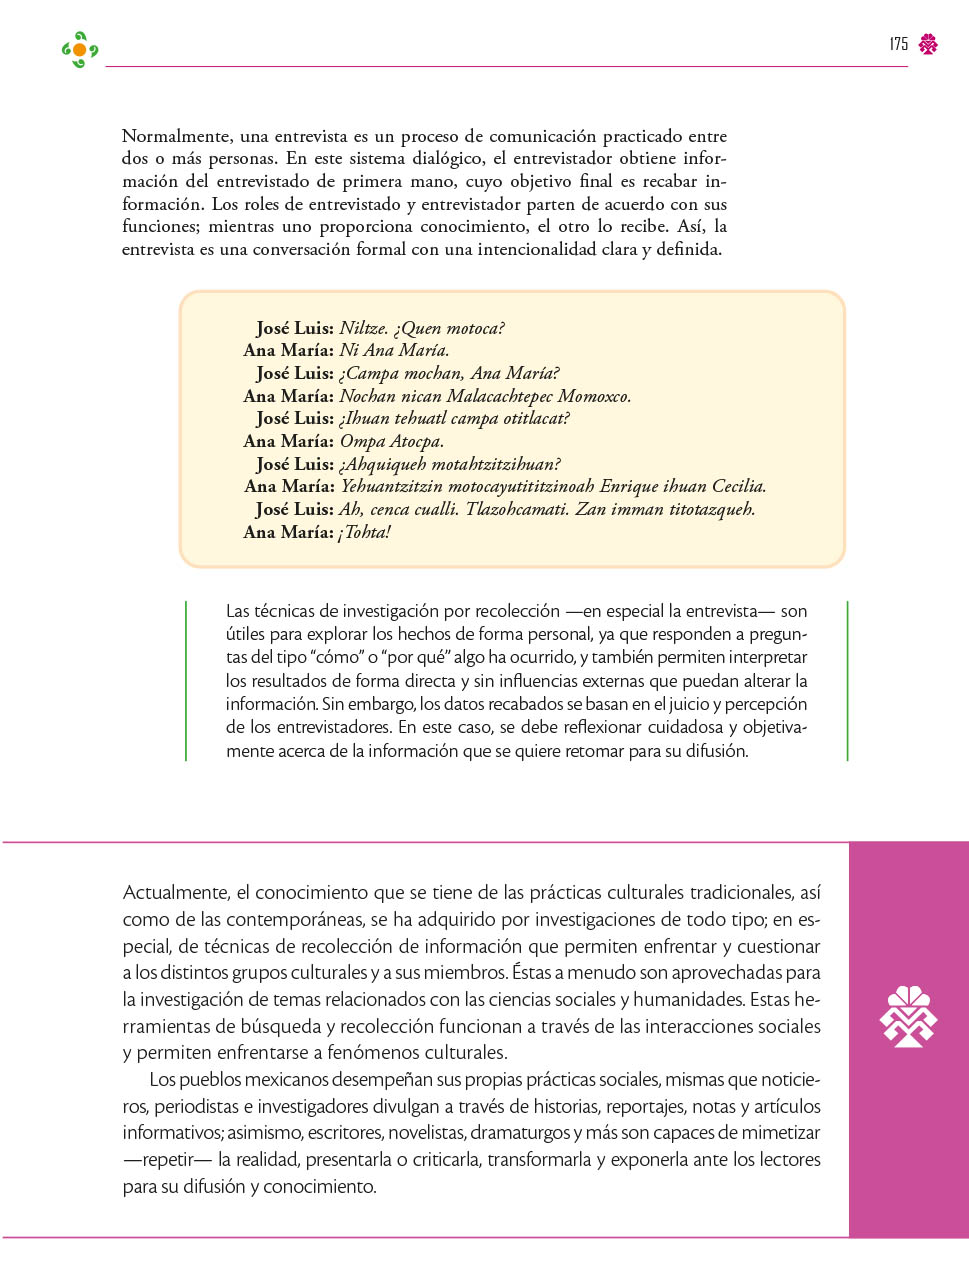 175
Normalmente, una entrevista es un proceso de comunicación practicado entre
dos o más personas. En este sistema dialógico, el entrevistador obtiene infor-
mación del entrevistado de primera mano, cuyo objetivo final es recabar in-
formación. Los roles de entrevistado y entrevistador parten de acuerdo con sus
funciones; mientras uno proporciona conocimiento, el otro lo recibe. Así, la
entrevista es una conversación formal con una intencionalidad clara y definida.
José Luis: Niltze. ¿Quen motoca?
Ana María: Ni Ana María.
José Luis: ¿Campa mochan, Ana María?
Ana María: Nochan nican Malacachtepec Momoxco.
José Luis: ¿Ihuan tehuatl campa otitlacat?
Ana María: Ompa Atocpa.
José Luis: ¿Ahquiqueh motahtzitzihuan?
Ana María: Yehuantzitzin motocayutititzinoah Enrique ihuan Cecilia.
José Luis: Ah, cenca cualli. Tlazohcamati. Zan imman titotazqueh.
Ana María: ¡Tohta!
Las técnicas de investigación por recolección —en especial la entrevista— son
útiles para explorar los hechos de forma personal, ya que responden a pregun-
tas del tipo “cómo” o “por qué” algo ha ocurrido, y también permiten interpretar
los resultados de forma directa y sin influencias externas que puedan alterar la
información. Sin embargo, los datos recabados se basan en el juicio y percepción
de los entrevistadores. En este caso, se debe reflexionar cuidadosa y objetiva-
mente acerca de la información que se quiere retomar para su difusión.
Actualmente, el conocimiento que se tiene de las prácticas culturales tradicionales, así
como de las contemporáneas, se ha adquirido por investigaciones de todo tipo; en es-
pecial, de técnicas de recolección de información que permiten enfrentar y cuestionar
a los distintos grupos culturales y a sus miembros. Éstas a menudo son aprovechadas para
la investigación de temas relacionados con las ciencias sociales y humanidades. Estas he-
rramientas de búsqueda y recolección funcionan a través de las interacciones sociales
y permiten enfrentarse a fenómenos culturales.
Los pueblos mexicanos desempeñan sus propias prácticas sociales, mismas que noticie-
ros, periodistas e investigadores divulgan a través de historias, reportajes, notas y artículos
informativos; asimismo, escritores, novelistas, dramaturgos y más son capaces de mimetizar
—repetir— la realidad, presentarla o criticarla, transformarla y exponerla ante los lectores
para su difusión y conocimiento.